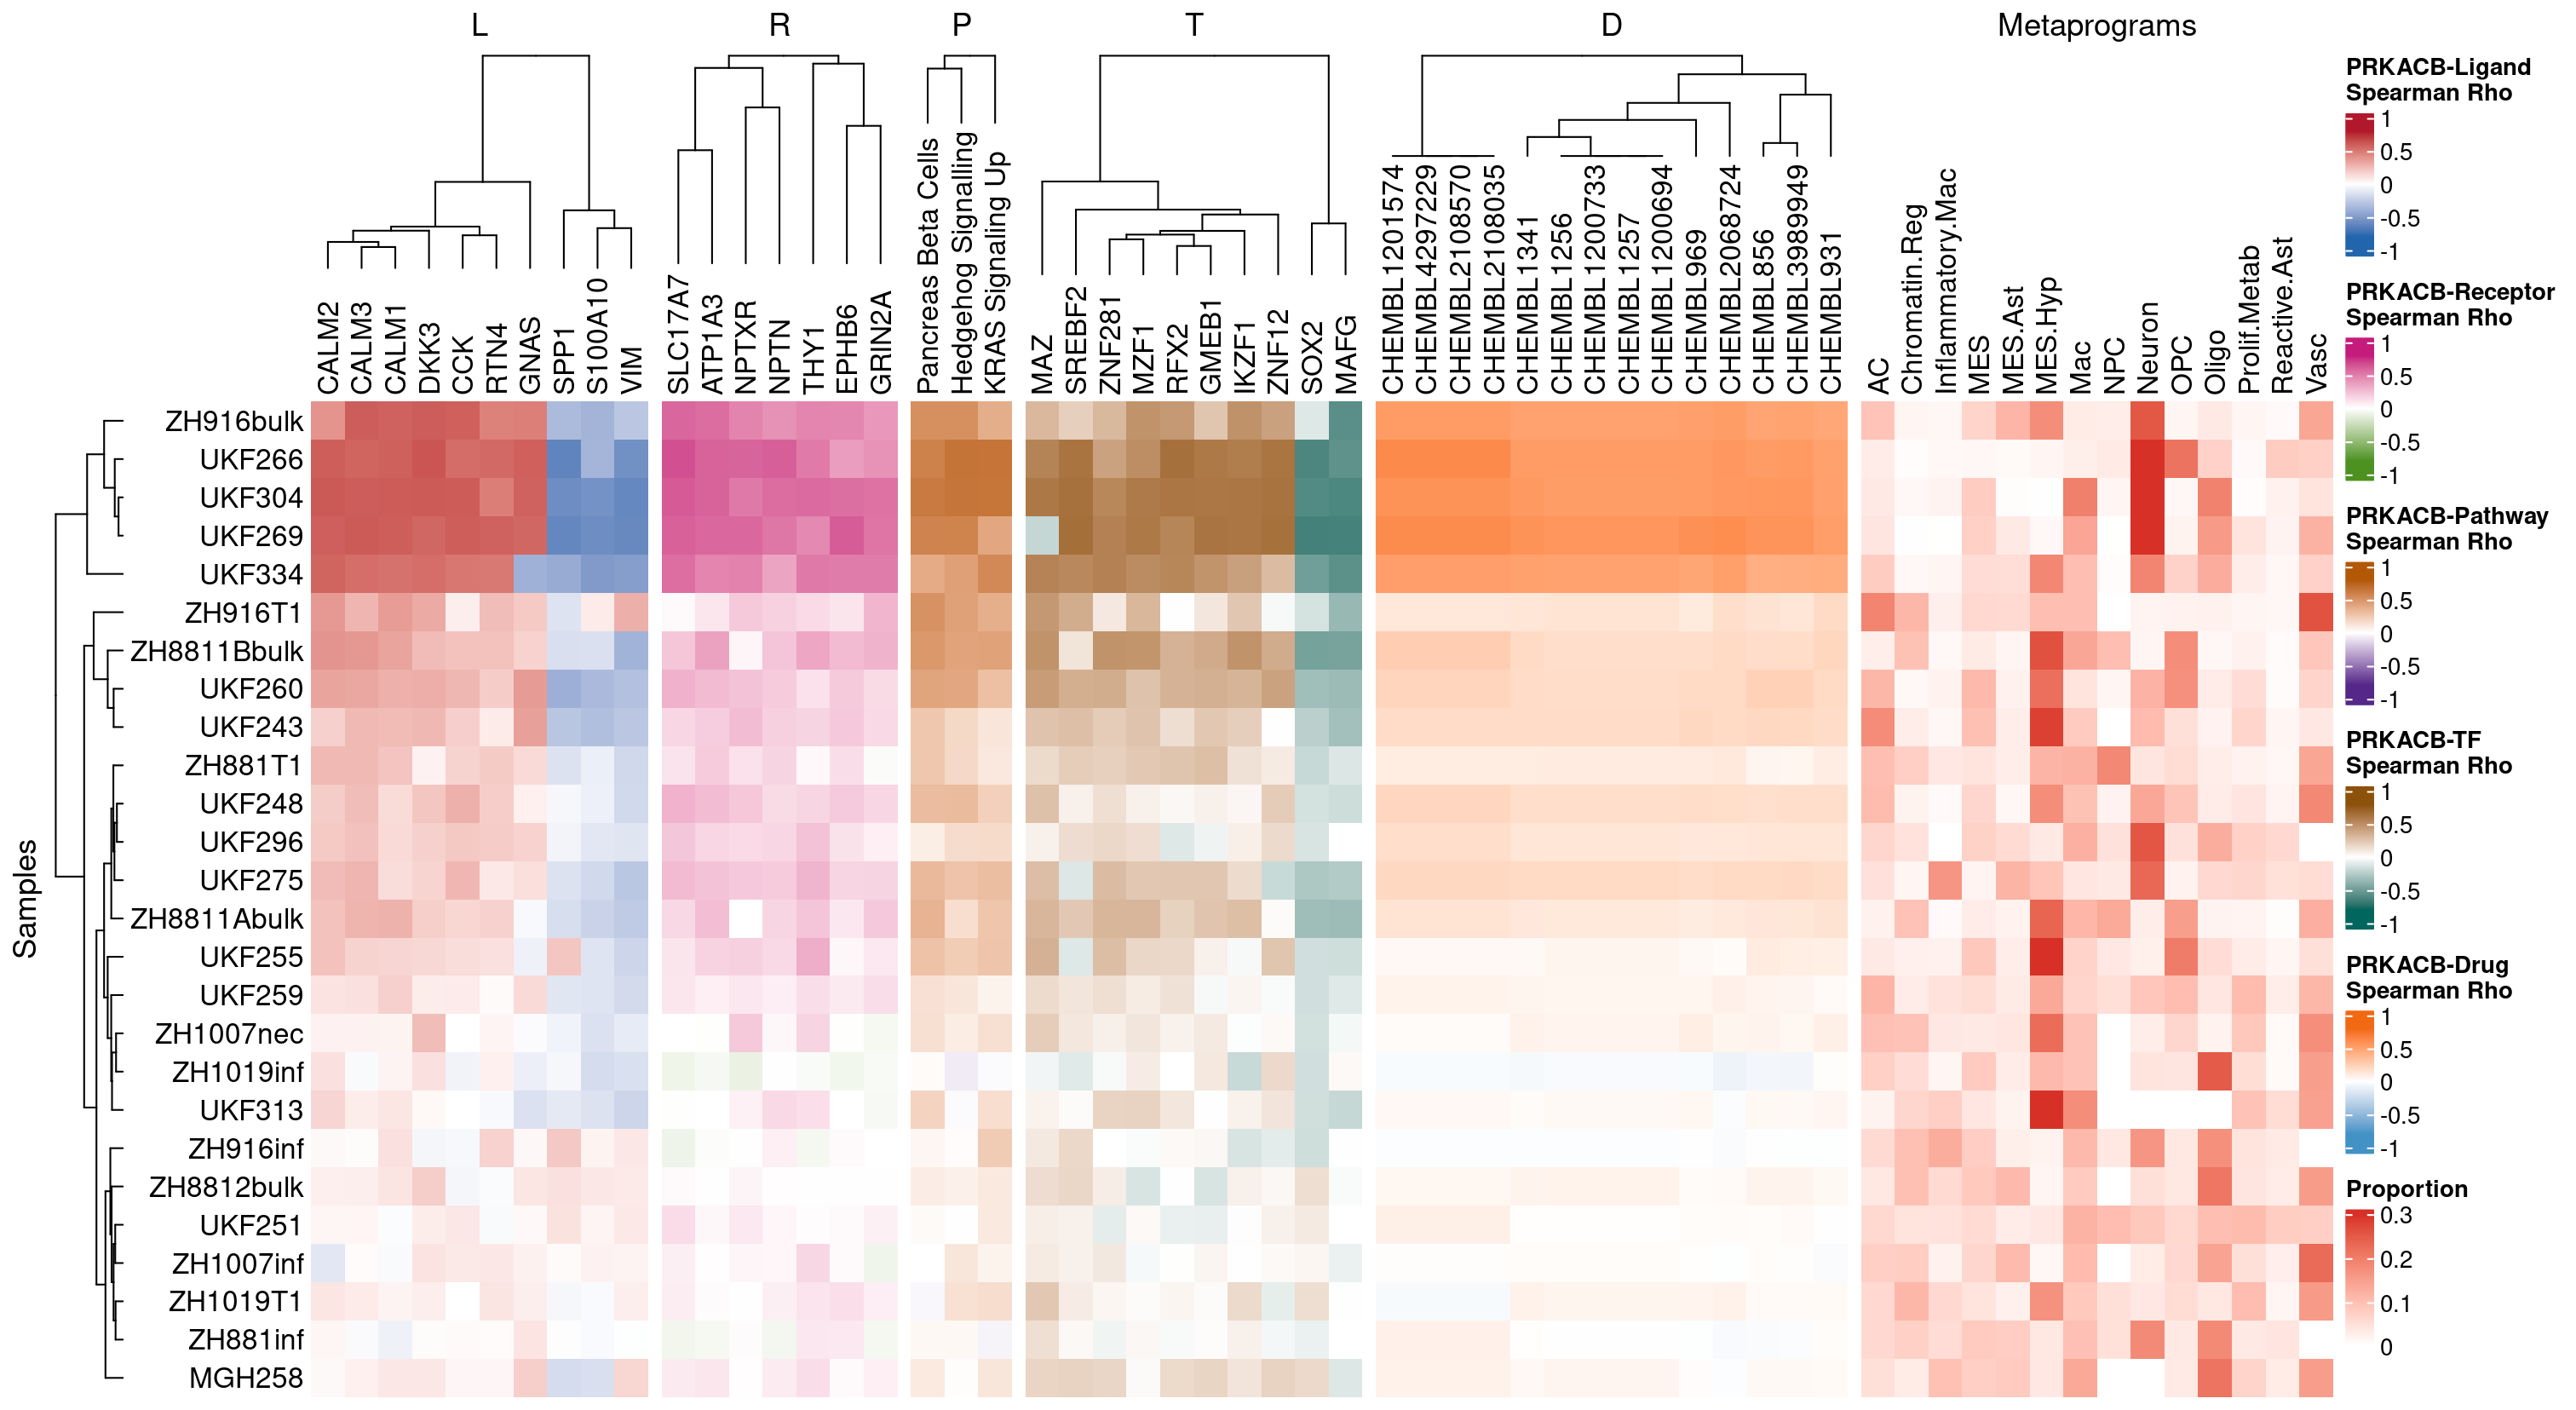 L
R
P
T
D
Metaprograms
CALM2
CALM3
CALM1
DKK3
CCK
RTN4
GNAS
SPP1
S100A10
VIM
SLC17A7
ATP1A3
NPTXR
NPTN
THY1
EPHB6
GRIN2A
Pancreas Beta Cells
Hedgehog Signalling
KRAS Signaling Up
MAZ
SREBF2
ZNF281
MZF1
RFX2
GMEB1
IKZF1
ZNF12
SOX2
MAFG
CHEMBL1201574
CHEMBL4297229
CHEMBL2108570
CHEMBL2108035
CHEMBL1341
CHEMBL1256
CHEMBL1200733
CHEMBL1257
CHEMBL1200694
CHEMBL969
CHEMBL2068724
CHEMBL856
CHEMBL3989949
CHEMBL931
AC
Chromatin.Reg
Inflammatory.Mac
MES
MES.Ast
MES.Hyp
Mac
NPC
Neuron
OPC
Oligo
Prolif.Metab
Reactive.Ast
Vasc
Samples
ZH916bulk
UKF266
UKF304
UKF269
UKF334
ZH916T1
ZH8811Bbulk
UKF260
UKF243
ZH881T1
UKF248
UKF296
UKF275
ZH8811Abulk
UKF255
UKF259
ZH1007nec
ZH1019inf
UKF313
ZH916inf
ZH8812bulk
UKF251
ZH1007inf
ZH1019T1
ZH881inf
MGH258
PRKACB-Ligand
Spearman Rho
1
0.5
0
-0.5
-1
PRKACB-Receptor
Spearman Rho
1
0.5
0
-0.5
-1
PRKACB-Pathway
Spearman Rho
1
0.5
0
-0.5
-1
PRKACB-TF
Spearman Rho
1
0.5
0
-0.5
-1
PRKACB-Drug
Spearman Rho
1
0.5
0
-0.5
-1
Proportion
0.3
0.2
0.1
0